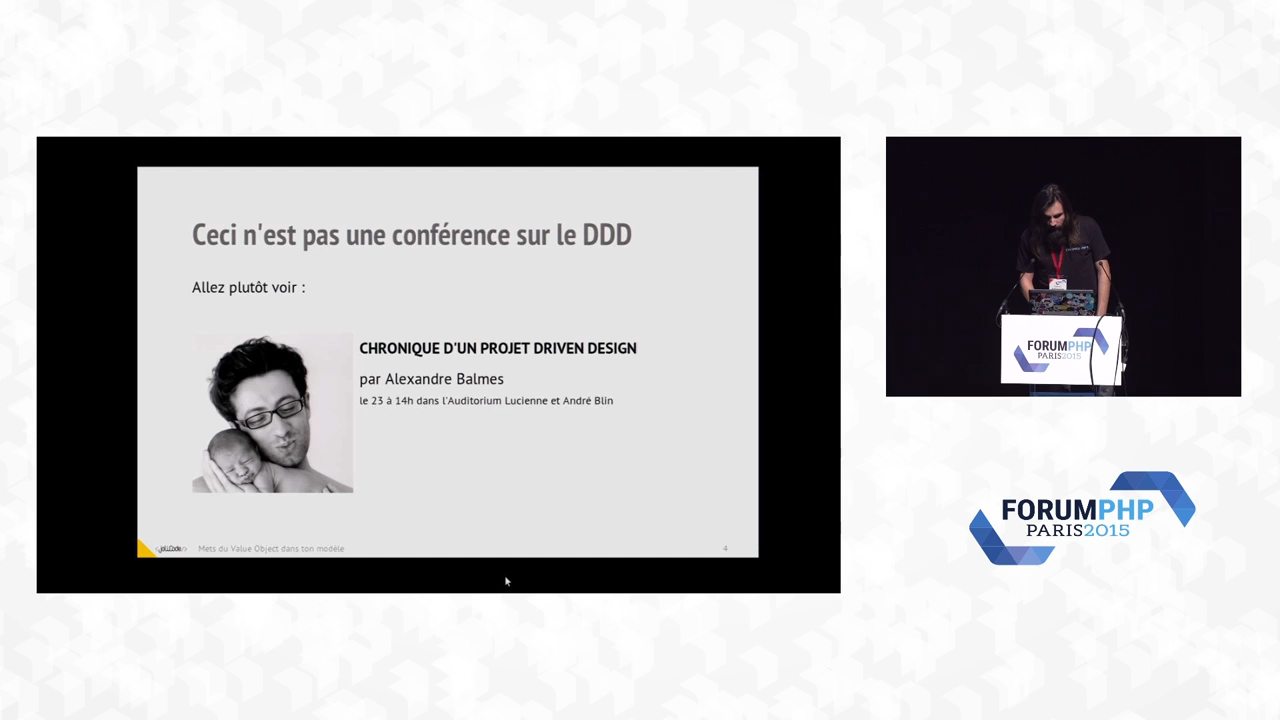 Ceci n'est pas une conférence sur le DDD
Allez plutôt voir :
CHRONIQUE D'UN PROJET DRIVEN DESIGN
par Alexandre Balmes
le 23 à 14h dans l'Auditorium Lucienne et André Blin
JoliCode
Mets du Value Object dans ton modèle
4
FORUMPHP
PARIS2015
FORUMPHP
PARIS2015